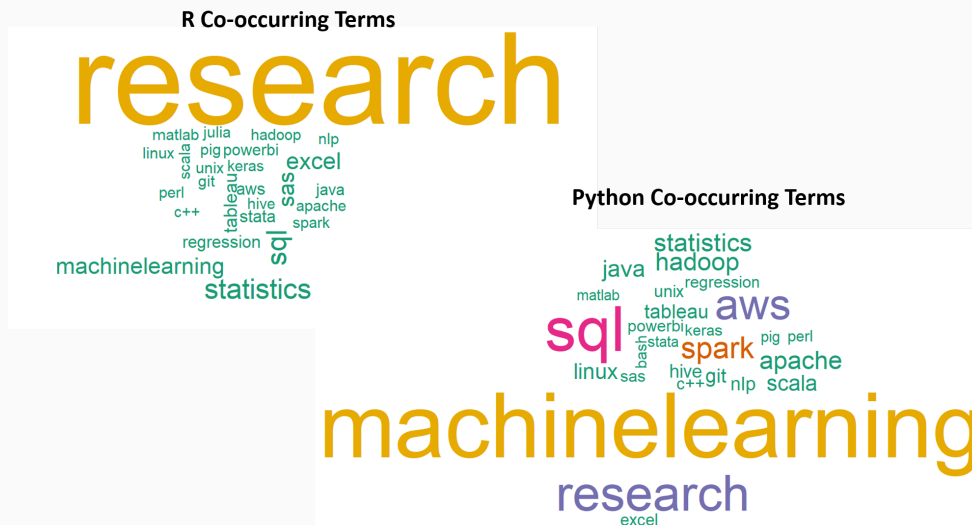 R Co-occurring Terms
research
matlab julia hadoop nlp
linux scala pig powerbi
unix keras excel
git tableau aws sas java
perl hive apache
c++ stata spark
regression sql
machinelearning
statistics
Python Co-occurring Terms
statistics
java hadoop
regression
matlab unix aws
tableau
sql powerbi keras
bash stata spark pig perl
apache
linux sas hive git
c++ nlp scala
machinelearning
research
excel